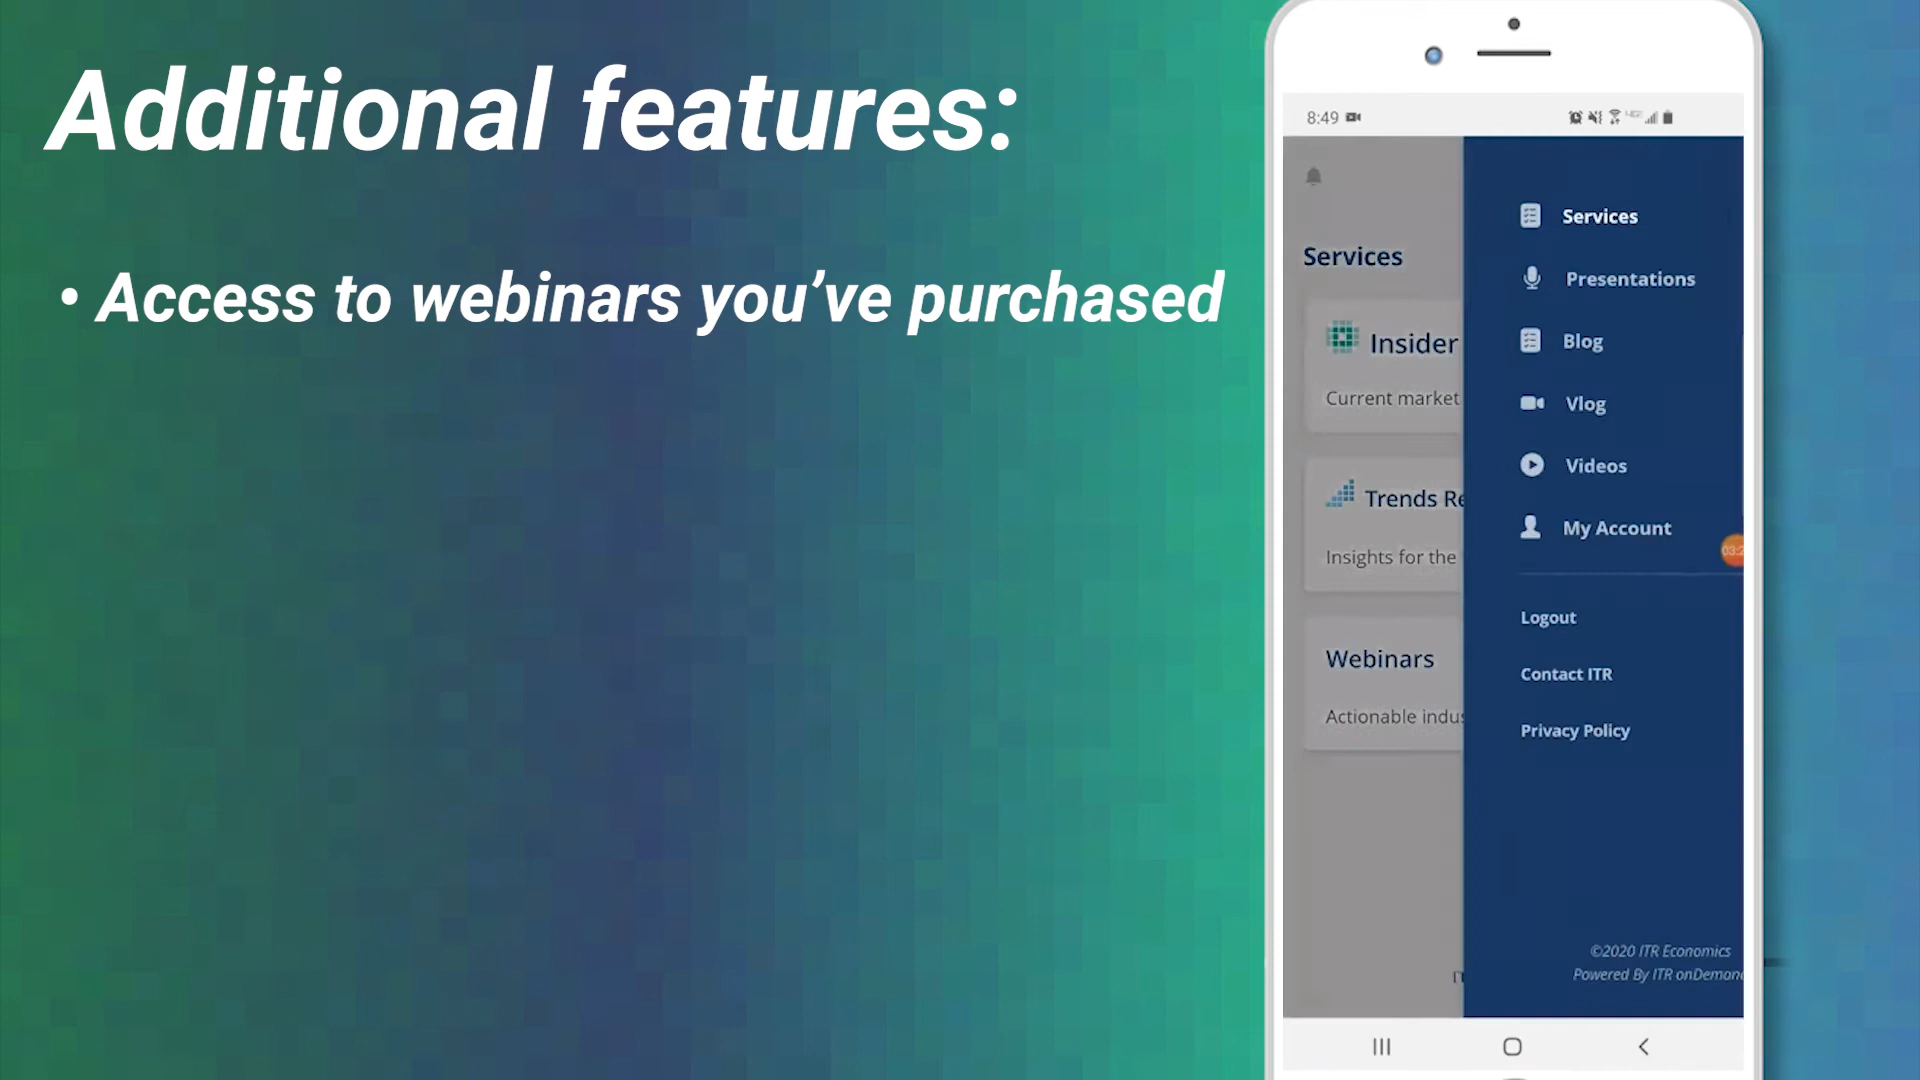 Additional features:
• Access to webinars you’ve purchased
8:49
Services
Insider
Current market
Trends Re
Insights for the
Webinars
Actionable indus
Services
Presentations
Blog
Vlog
Videos
My Account
Logout
Contact ITR
Privacy Policy
©2020 ITR Economics
Powered By ITR onDeman